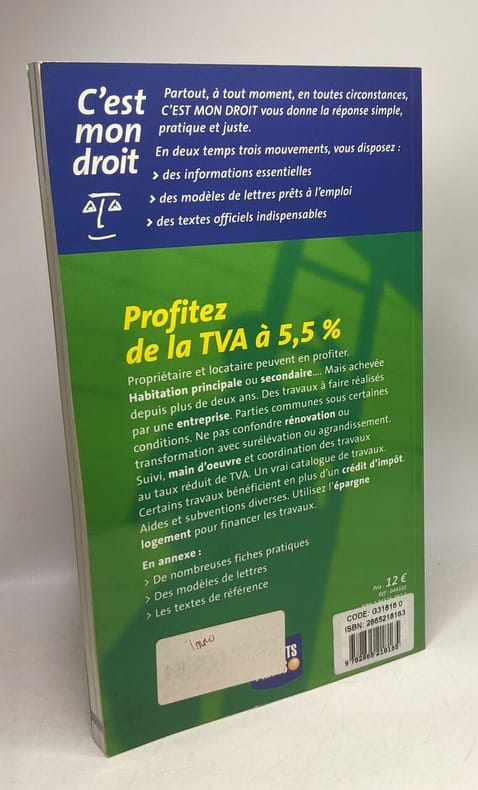 C'est
mon
droit
Partout, à tout moment, en toutes circonstances,
C'EST MON DROIT vous donne la réponse simple,
pratique et juste.
En deux temps trois mouvements, vous disposez :
> des informations essentielles
> des modèles de lettres prêts à l'emploi
> des textes officiels indispensables
Profitez
de la TVA à 5,5 %
Propriétaire et locataire peuvent en profiter.
Habitation principale ou secondaire.... Mais achevée
depuis plus de deux ans. Des travaux à faire réalisés
par une entreprise. Parties communes sous certaines
conditions. Ne pas confondre rénovation ou
transformation avec surélévation ou agrandissement.
Suivi, main d'oeuvre et coordination des travaux
au taux réduit de TVA. Un vrai catalogue de travaux.
Certains travaux bénéficient en plus d'un crédit d'impôt.
Aides et subventions diverses. Utilisez l'épargne
logement pour financer les travaux.
En annexe :
> De nombreuses fiches pratiques
> Des modèles de lettres
> Les textes de référence
Prix : 12 €
CODE: G31818 0
ISBN: 2865218163
9 782865 218165